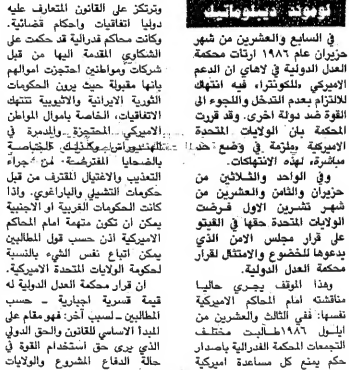 لوموند ديبلوماتيك
في السابع والعشرين من شهر
حزيران عام ١٩٨٦ ارتأت محكمة
العدل الدولية في لاهاي ان الدعم
الاميركي «للكونترا» فيه انتهاك
للالتزام بعدم التدخل واللجوء الى
القوة ضد دولة اخرى. وقد قررت
المحكمة بان الولايات المتحدة
الاميركية «ملزمة في وضع حد
مباشرة، لهذه الانتهاكات.
وفي الواحد والثلاثين من
حزيران والثامن والعشرين من
شهر تشرين الاول فرضت
الولايات المتحدة حقها في الفيتو
على قرار مجلس الامن الذي
يدعوها للخضوع والامتثال لقرار
محكمة العدل الدولية.
وهذا الموقف يجري حاليا
مناقشته امام المحاكم الاميركية
نفسها: ففي الثالث والعشرين من
ايلول ١٩٨٦ طالبت مختلف
التجمعات المحكمة الفدرالية باصدار
حكم يمنع كل مساعدة اميركية
وترتكز على القانون المتعارف عليه
دوليا اتفاقيات واحكام قضائية.
وكانت محاكم فدرالية قد حكمت على
الشكاوي المقدمة اليها من قبل
شركات ومواطنين احتجزت اموالهم
بانها مقبولة حيث يرون الحكومات
الثورية الايرانية والاثيوبية تنتهك
الاتفاقيات، الخاصة باموال المواطن
الاميركي المحتجزة والمدمرة في
وكذلك الخاصة
بالضحايا المفترضة من جراء
التعذيب والاغتيال المقترف من قبل
حكومات التشيلي والباراغوي. واذا
كانت الحكومات الغربية او الاجنبية
يمكن ان تكون متهمة امام المحاكم
الاميركية اذن حسب قول المطالبين
يمكن اتباع نفس الشيء بالنسبة
لحكومة الولايات المتحدة الاميركية.
ان قرار محكمة العدل الدولية له
قيمة قسرية اجبارية - حسب
المطالبين - لسبب آخر: فهو مقام على
المبدأ الاساسي للقانون والحق الدولي
الذي يرى حق استخدام القوة في
حالة الدفاع المشروع والولايات